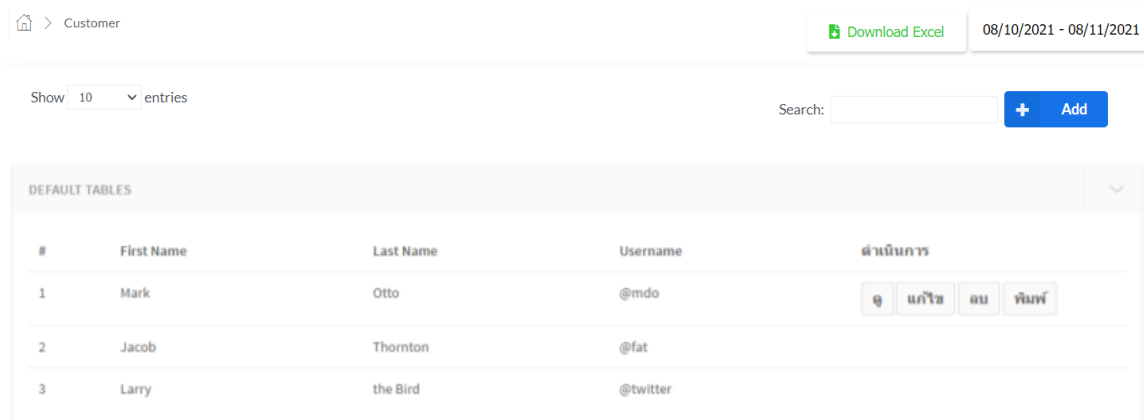 Customer
Download Excel 08/10/2021 - 08/11/2021
Show 10 entries
Search: Add
DEFAULT TABLES
# First Name Last Name Username ดำเนินการ
1 Mark Otto @mdo ดู แก้ไข ลบ พิมพ์
2 Jacob Thornton @fat
3 Larry the Bird @twitter